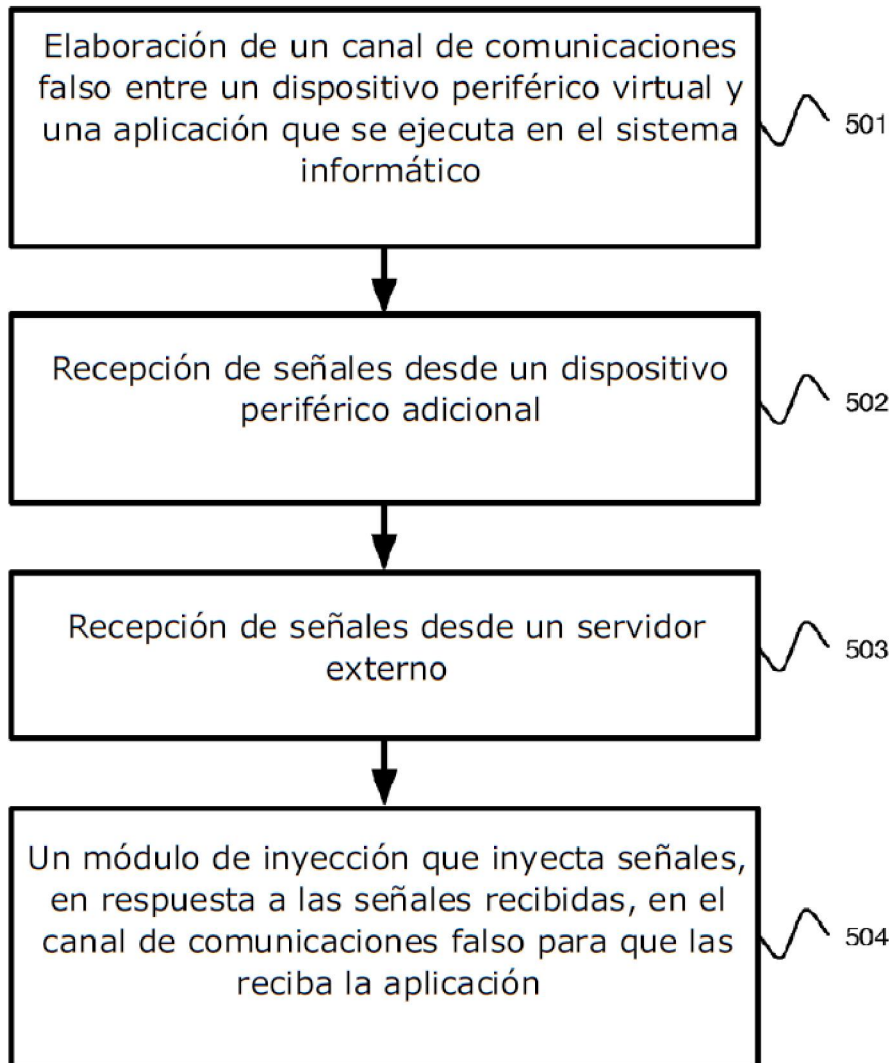 Elaboración de un canal de comunicaciones
falso entre un dispositivo periférico virtual y
una aplicación que se ejecuta en el sistema
informático
501
Recepción de señales desde un dispositivo
periférico adicional
502
Recepción de señales desde un servidor
externo
503
Un módulo de inyección que inyecta señales,
en respuesta a las señales recibidas, en el
canal de comunicaciones falso para que las
reciba la aplicación
504